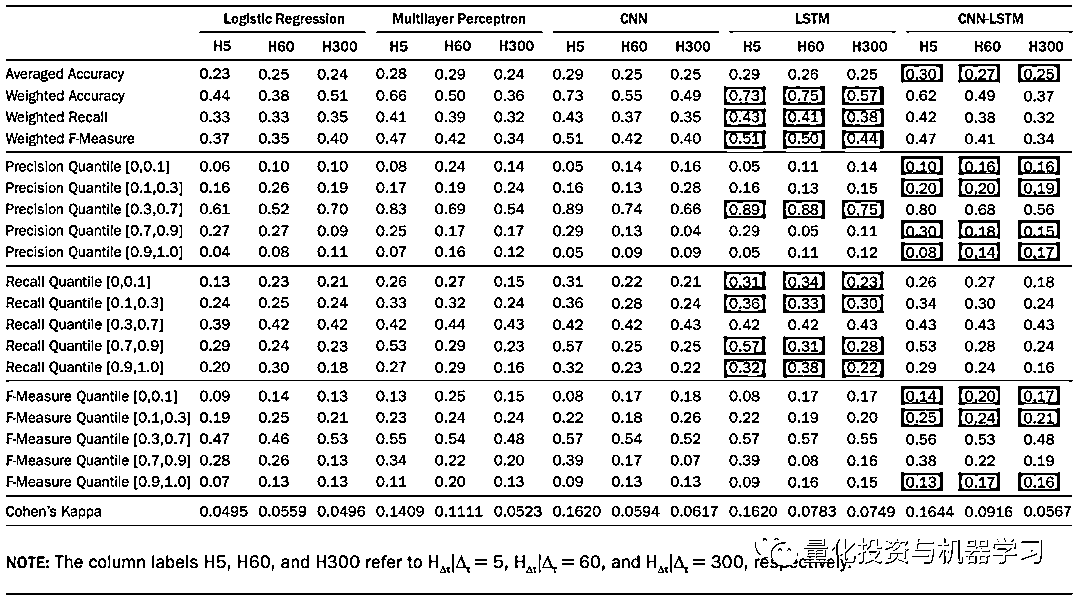 Logistic Regression Multilayer Perceptron CNN LSTM CNN-LSTM
H5 H60 H300 H5 H60 H300 H5 H60 H300 H5 H60 H300 H5 H60 H300
Averaged Accuracy 0.23 0.25 0.24 0.28 0.29 0.24 0.29 0.25 0.25 0.29 0.26 0.25 0.30 0.27 0.25
Weighted Accuracy 0.44 0.38 0.51 0.66 0.50 0.36 0.73 0.55 0.49 0.73 0.75 0.57 0.62 0.49 0.37
Weighted Recall 0.33 0.33 0.35 0.41 0.39 0.32 0.43 0.37 0.35 0.43 0.41 0.38 0.42 0.38 0.32
Weighted F-Measure 0.37 0.35 0.40 0.47 0.42 0.34 0.51 0.42 0.40 0.51 0.50 0.44 0.47 0.41 0.34
Precision Quantile [0,0.1] 0.06 0.10 0.10 0.08 0.24 0.14 0.05 0.14 0.16 0.05 0.11 0.14 0.10 0.16 0.16
Precision Quantile [0.1,0.3] 0.16 0.26 0.19 0.17 0.19 0.24 0.16 0.13 0.28 0.16 0.13 0.15 0.20 0.20 0.19
Precision Quantile [0.3,0.7] 0.61 0.52 0.70 0.83 0.69 0.54 0.89 0.74 0.66 0.89 0.88 0.75 0.80 0.68 0.56
Precision Quantile [0.7,0.9] 0.27 0.27 0.09 0.25 0.17 0.17 0.29 0.13 0.04 0.29 0.05 0.11 0.30 0.18 0.15
Precision Quantile [0.9,1.0] 0.04 0.08 0.11 0.07 0.16 0.12 0.05 0.09 0.09 0.05 0.11 0.12 0.08 0.14 0.17
Recall Quantile [0,0.1] 0.13 0.23 0.21 0.26 0.27 0.15 0.31 0.22 0.21 0.31 0.34 0.23 0.26 0.27 0.18
Recall Quantile [0.1,0.3] 0.24 0.25 0.24 0.33 0.32 0.24 0.36 0.28 0.24 0.36 0.33 0.30 0.34 0.30 0.24
Recall Quantile [0.3,0.7] 0.39 0.42 0.42 0.42 0.44 0.43 0.42 0.42 0.43 0.42 0.42 0.43 0.43 0.43 0.43
Recall Quantile [0.7,0.9] 0.29 0.24 0.23 0.53 0.29 0.23 0.57 0.25 0.25 0.57 0.31 0.28 0.53 0.28 0.24
Recall Quantile [0.9,1.0] 0.20 0.30 0.18 0.27 0.29 0.16 0.32 0.23 0.22 0.32 0.38 0.22 0.29 0.24 0.16
F-Measure Quantile [0,0.1] 0.09 0.14 0.13 0.13 0.25 0.15 0.08 0.17 0.18 0.08 0.17 0.17 0.14 0.20 0.17
F-Measure Quantile [0.1,0.3] 0.19 0.25 0.21 0.23 0.24 0.24 0.22 0.18 0.26 0.22 0.19 0.20 0.25 0.24 0.21
F-Measure Quantile [0.3,0.7] 0.47 0.46 0.53 0.55 0.54 0.48 0.57 0.54 0.52 0.57 0.57 0.55 0.56 0.53 0.48
F-Measure Quantile [0.7,0.9] 0.28 0.26 0.13 0.34 0.22 0.20 0.39 0.17 0.07 0.39 0.08 0.16 0.38 0.22 0.19
F-Measure Quantile [0.9,1.0] 0.07 0.13 0.13 0.11 0.20 0.13 0.09 0.13 0.13 0.09 0.16 0.15 0.13 0.17 0.16
Cohen's Kappa 0.0495 0.0559 0.0496 0.1409 0.1111 0.0523 0.1620 0.0594 0.0617 0.1620 0.0783 0.0749 0.1644 0.0916 0.0567
NOTE: The column labels H5, H60, and H300 refer to H_Δt|Δ_t = 5, H_Δt|Δ_t = 60, and H_Δt|Δ_t = 300, respectively.
量化投资与机器学习